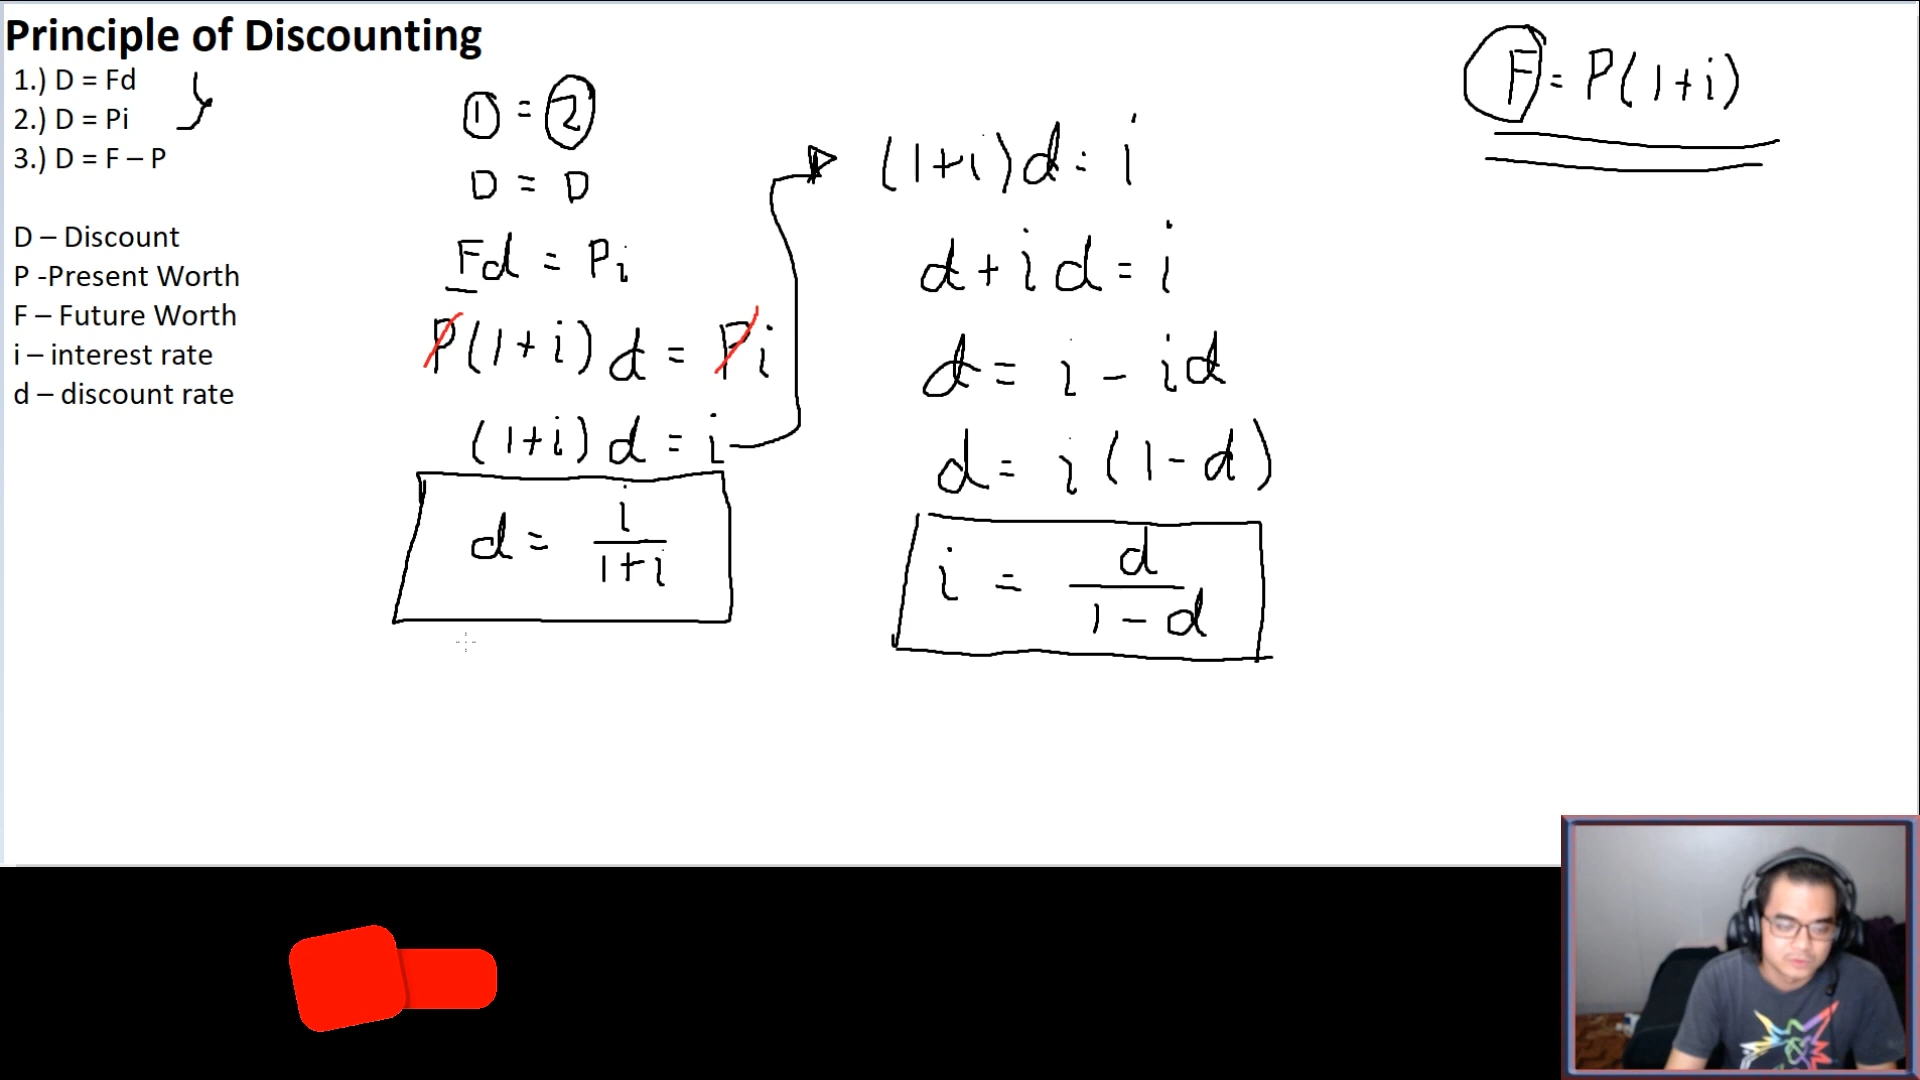 Principle of Discounting
1.) D = Fd
2.) D = Pi
3.) D = F – P
D – Discount
P -Present Worth
F – Future Worth
i – interest rate
d – discount rate
① = ②
D = D
Fd = Pi
P(1+i) d = Pi
(1+i) d = i
d = i/(1+i)
(1+i)d = i
d + id = i
d = i - id
d = i(1-d)
i = d/(1-d)
F = P(1+i)